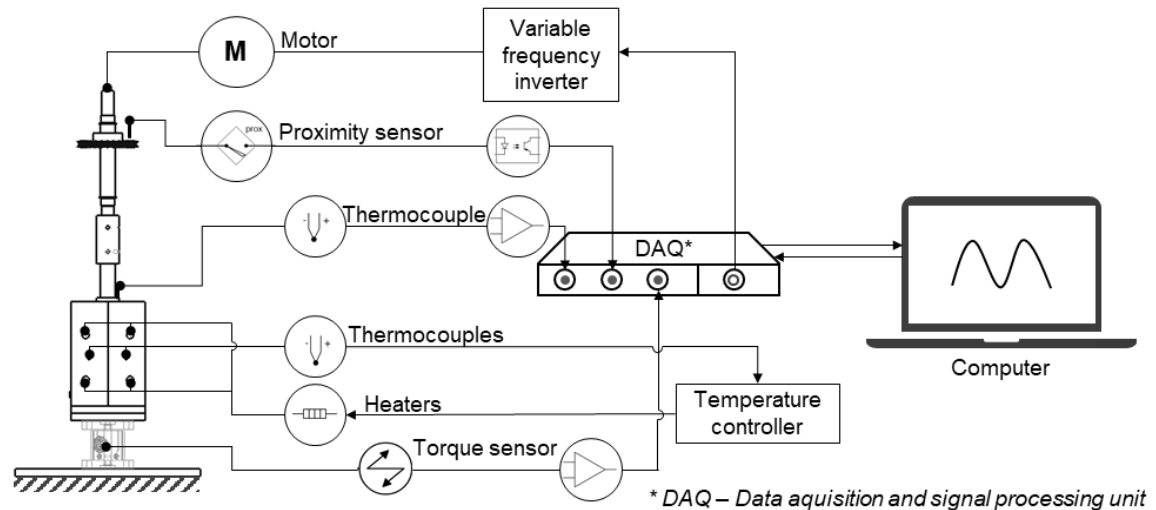 M
Motor
Variable
frequency
inverter
prox
Proximity sensor
- +
Thermocouple
DAQ*
- +
Thermocouples
Heaters
Temperature
controller
Computer
Torque sensor
* DAQ – Data aquisition and signal processing unit